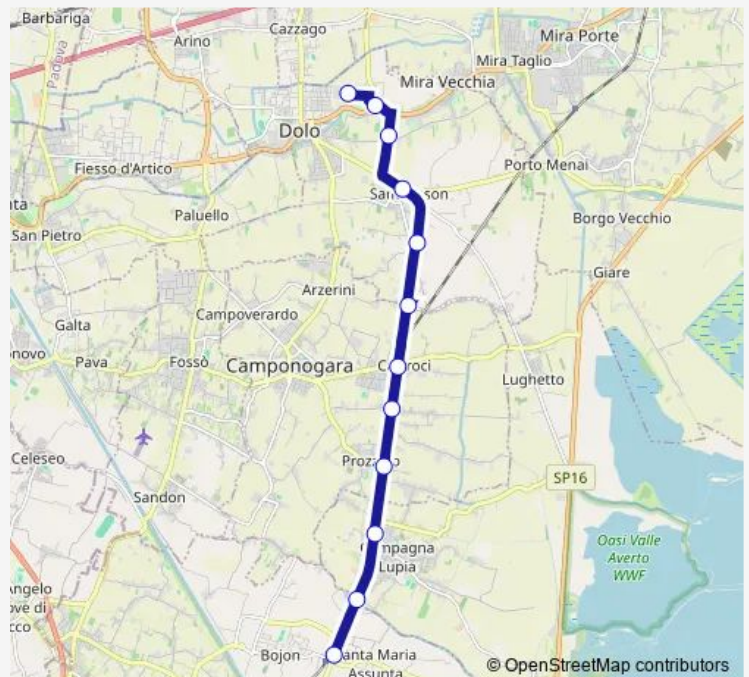 Barbariga
Cazzago
Arino
Mira Porte
Mira Taglio
Padova
Mira Vecchia
Dolo
Fiesso d'Artico
Porto Menai
San Pietro
Paluello
Borgo Vecchio
Giare
Arzerini
Galta
Campoverardo
Pava
Fossò
Camponogara
Lughetto
Celeseo
SP16
Sandon
Oasi Valle
Averto
WWF
Lupia
Bojon
Assunta
© OpenStreetMap contributors